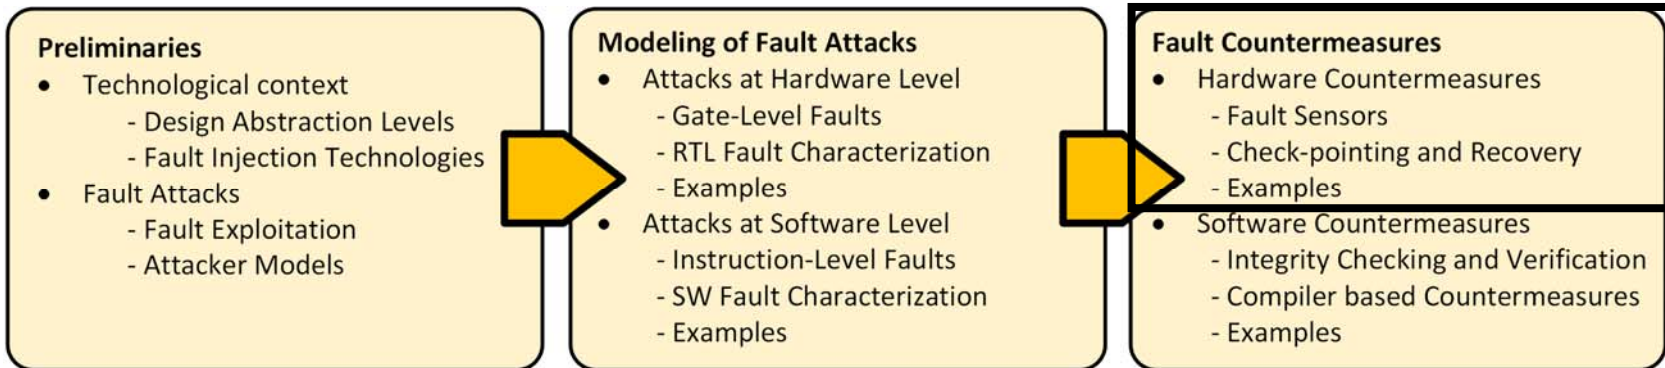 Preliminaries
• Technological context
- Design Abstraction Levels
- Fault Injection Technologies
• Fault Attacks
- Fault Exploitation
- Attacker Models
Modeling of Fault Attacks
• Attacks at Hardware Level
- Gate-Level Faults
- RTL Fault Characterization
- Examples
• Attacks at Software Level
- Instruction-Level Faults
- SW Fault Characterization
- Examples
Fault Countermeasures
• Hardware Countermeasures
- Fault Sensors
- Check-pointing and Recovery
- Examples
• Software Countermeasures
- Integrity Checking and Verification
- Compiler based Countermeasures
- Examples